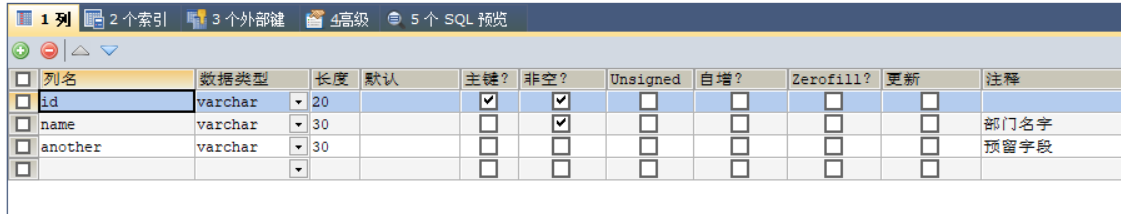 1 列 2 个索引 3 个外部键 4高级 5 个 SQL 预览
列名 数据类型 长度 默认 主键? 非空? Unsigned 自增? Zerofill? 更新 注释
id varchar 20
name varchar 30 部门名字
another varchar 30 预留字段